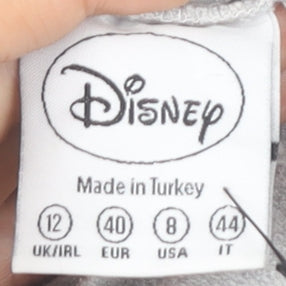 Disney
Made in Turkey
12 40 8 44
UK/IRL EUR USA IT